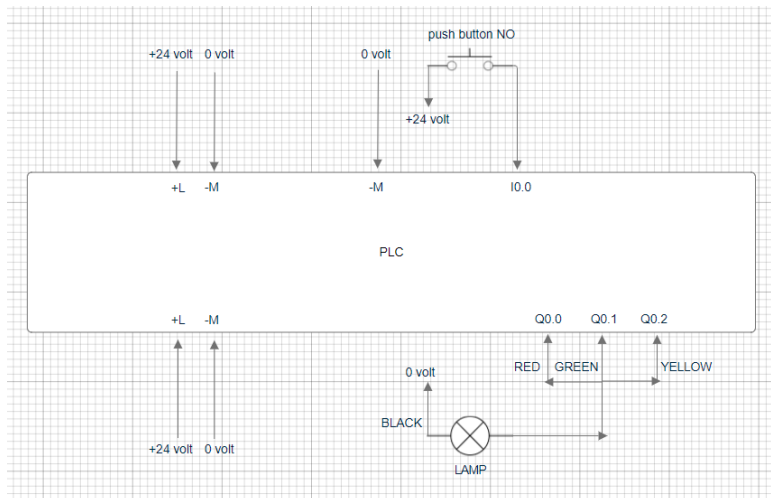 push button NO
+24 volt 0 volt
0 volt
+24 volt
+L -M
-M
I0.0
PLC
+L -M
Q0.0 Q0.1 Q0.2
RED GREEN YELLOW
0 volt
BLACK
+24 volt 0 volt
LAMP